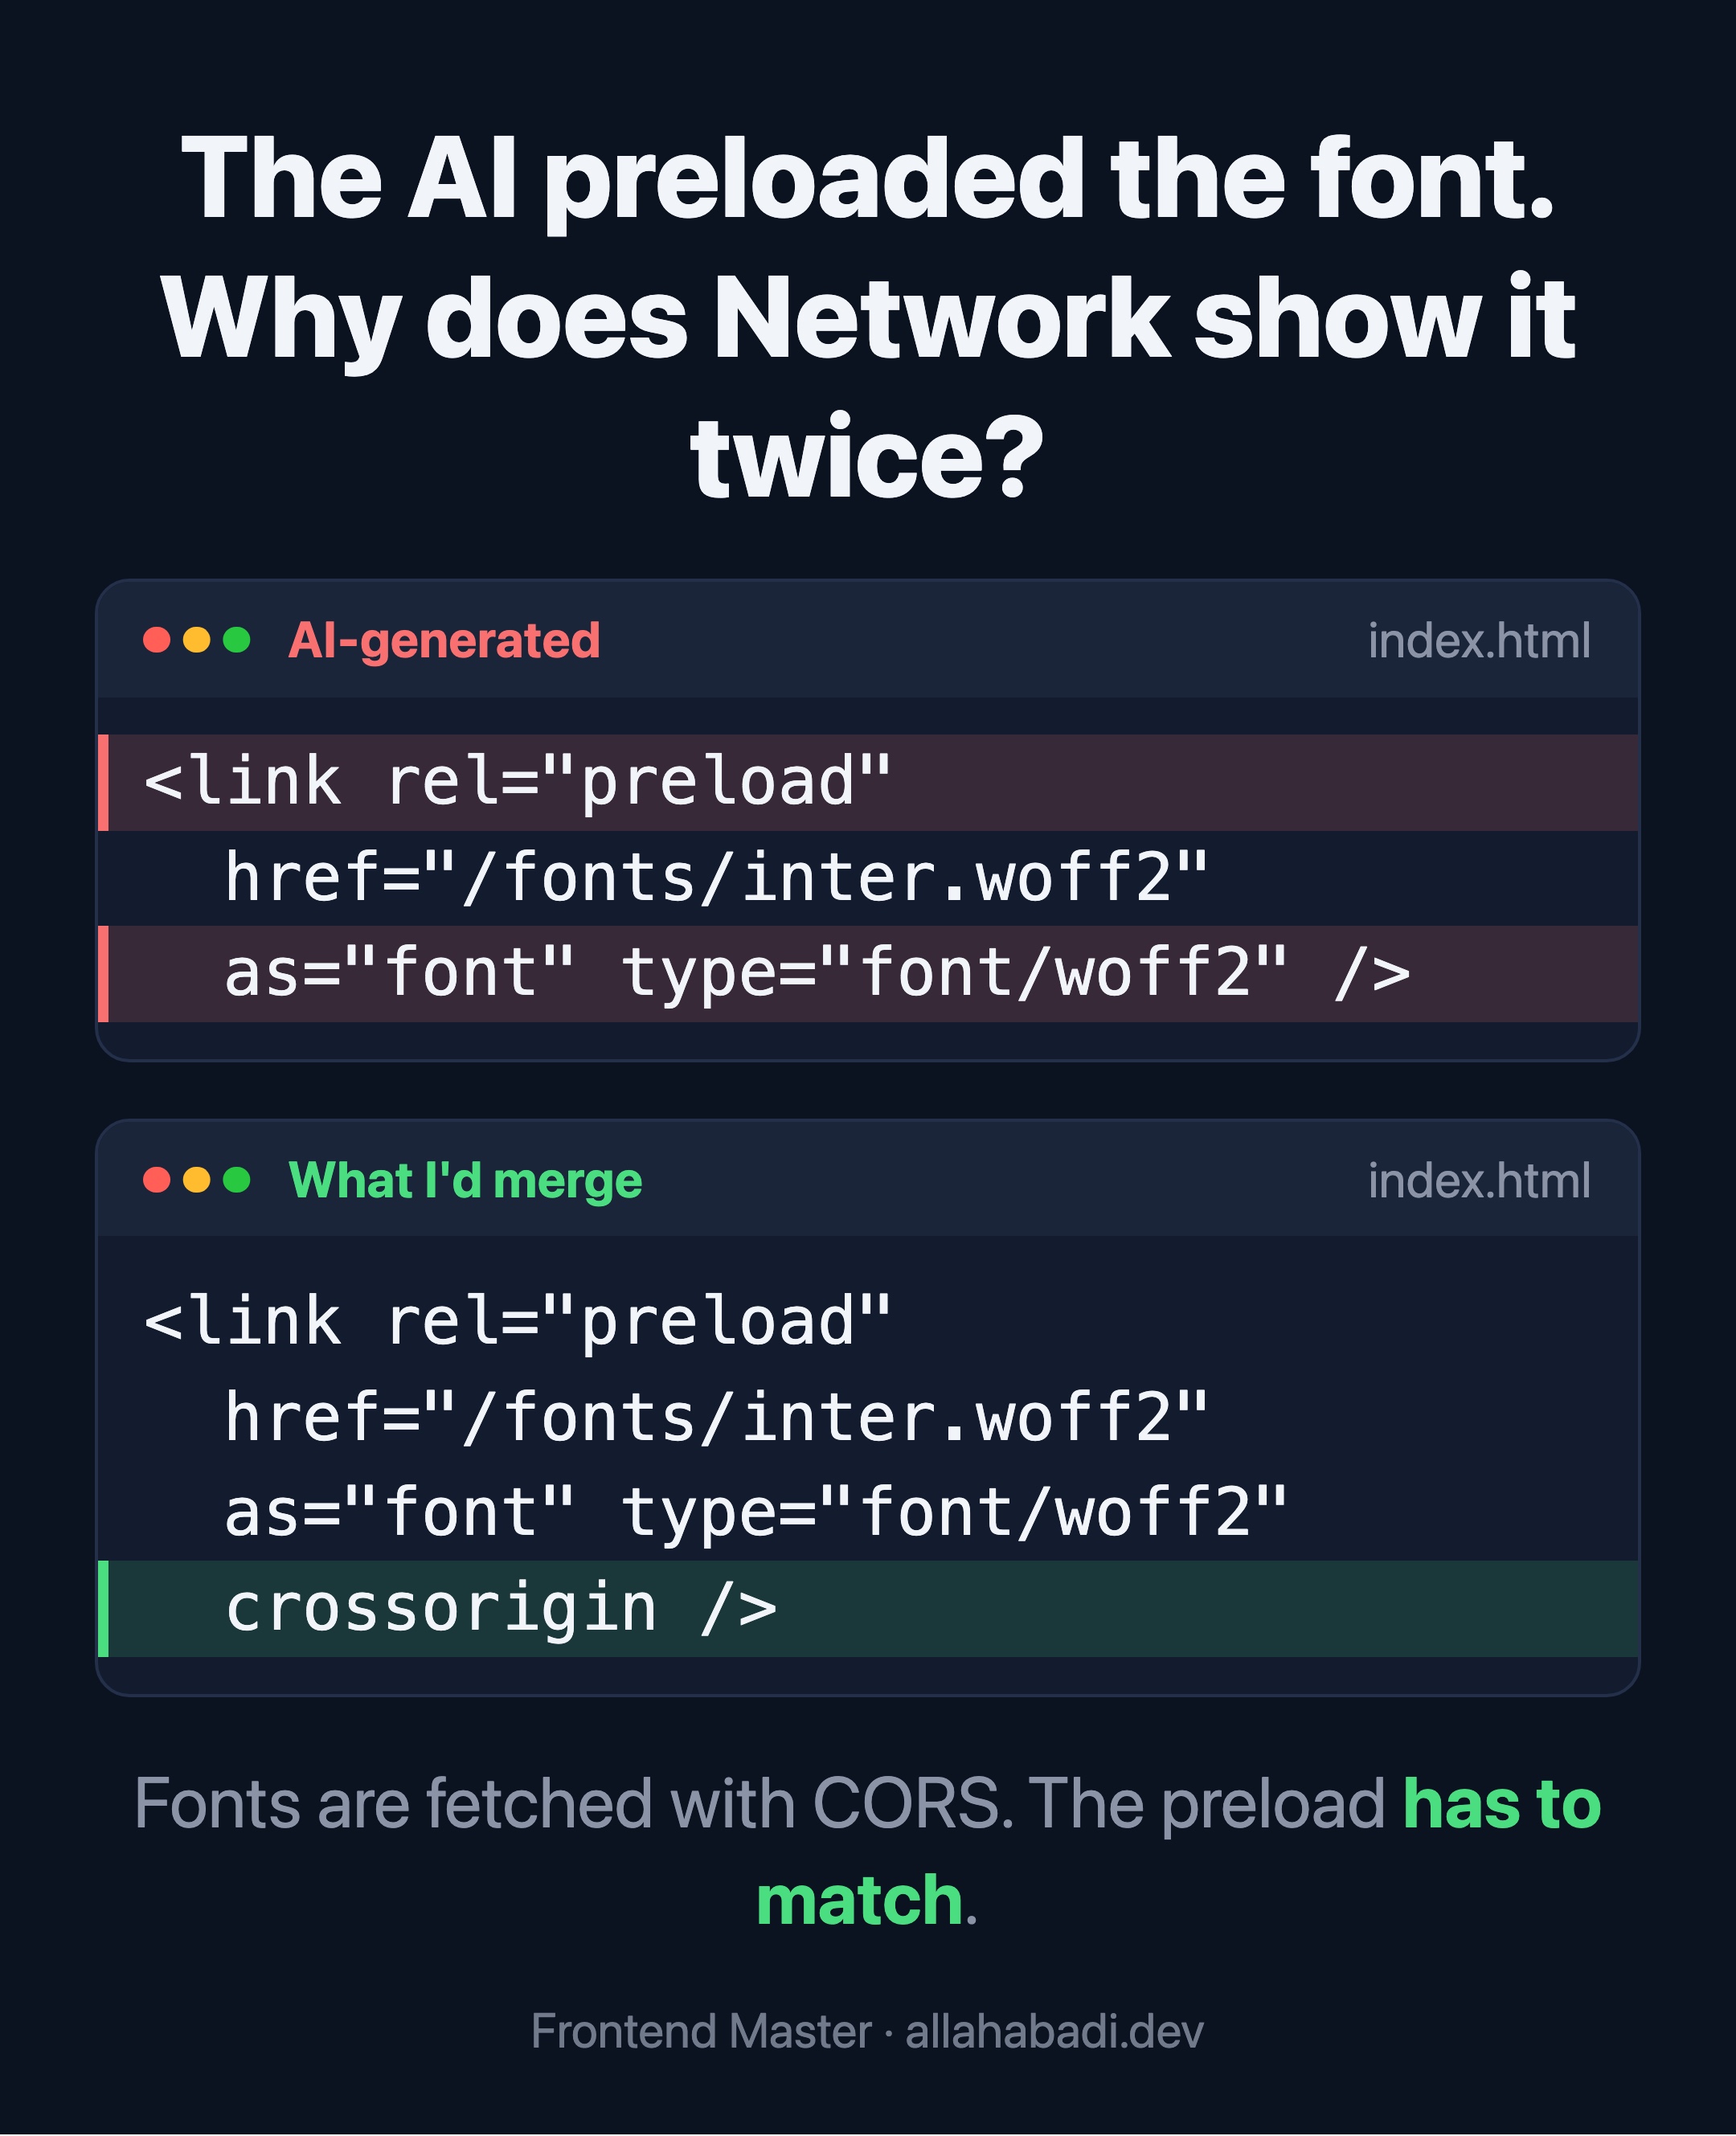 The AI preloaded the font.
Why does Network show it
twice?
AI-generated
index.html
<link rel="preload"
  href="/fonts/inter.woff2"
  as="font" type="font/woff2" />
What I'd merge
index.html
<link rel="preload"
  href="/fonts/inter.woff2"
  as="font" type="font/woff2"
  crossorigin />
Fonts are fetched with CORS. The preload has to
match.
Frontend Master · allahabadi.dev